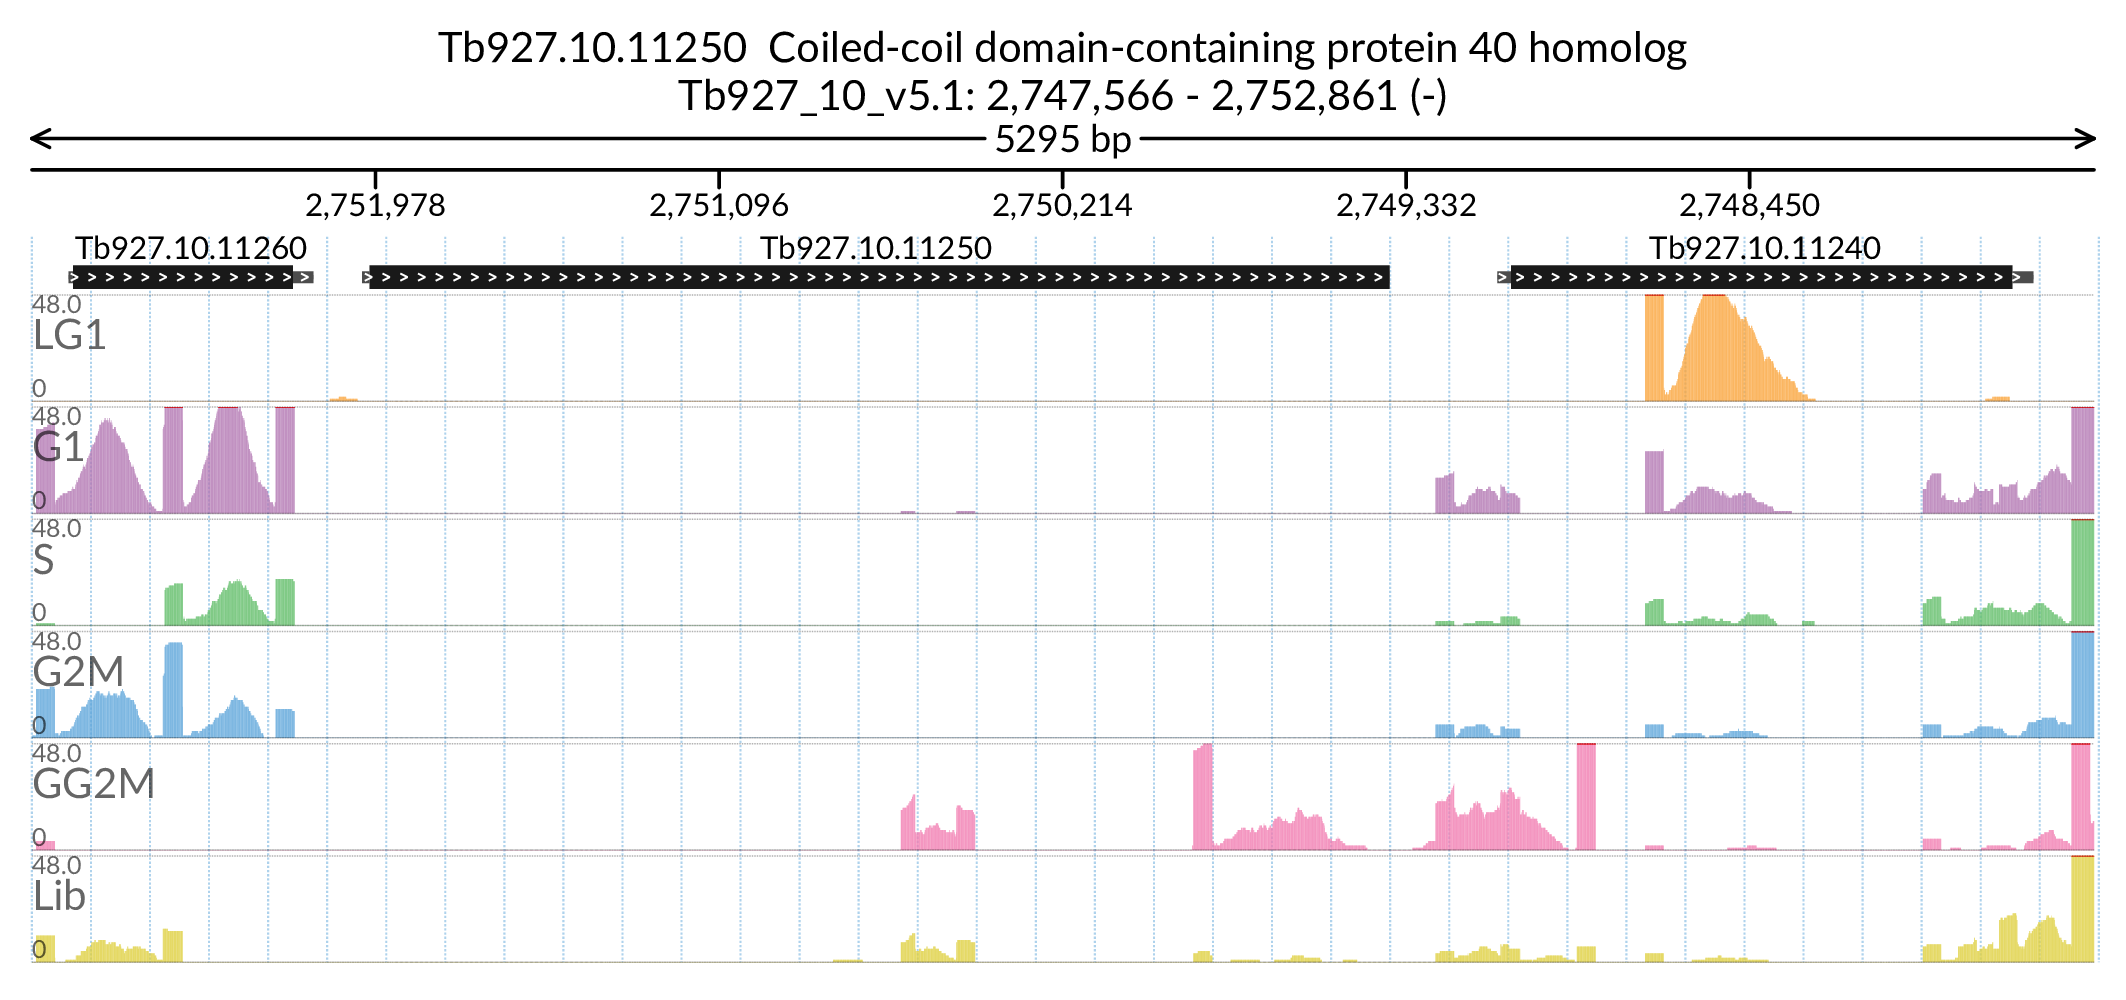 Tb927.10.11250  Coiled-coil domain-containing protein 40 homolog
Tb927_10_v5.1: 2,747,566 - 2,752,861 (-)
5295 bp
2,751,978 2,751,096 2,750,214 2,749,332 2,748,450
Tb927.10.11260 Tb927.10.11250 Tb927.10.11240
48.0
LG1
0
48.0
G1
0
48.0
S
0
48.0
G2M
0
48.0
GG2M
0
48.0
Lib
0